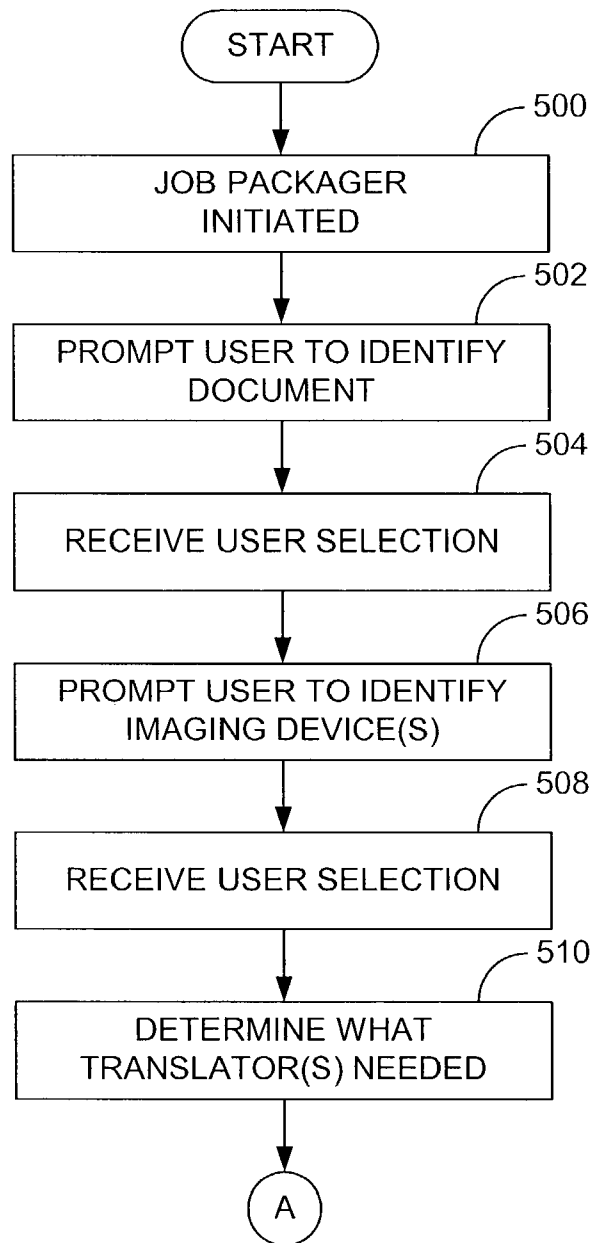 START
500
JOB PACKAGER
INITIATED
502
PROMPT USER TO IDENTIFY
DOCUMENT
504
RECEIVE USER SELECTION
506
PROMPT USER TO IDENTIFY
IMAGING DEVICE(S)
508
RECEIVE USER SELECTION
510
DETERMINE WHAT
TRANSLATOR(S) NEEDED
A